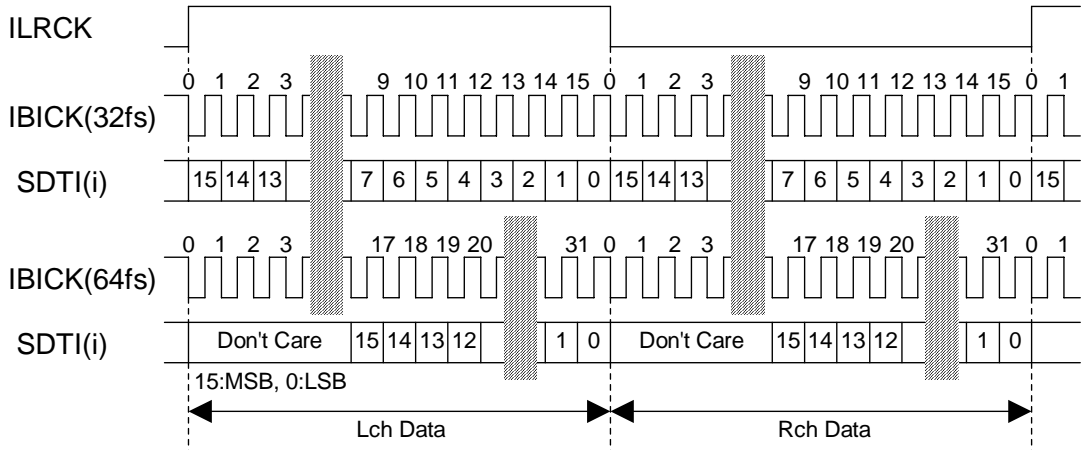 ILRCK
0 1 2 3 9 10 11 12 13 14 15 0 1 2 3 9 10 11 12 13 14 15 0 1
IBICK(32fs)
SDTI(i) 15 14 13 7 6 5 4 3 2 1 0 15 14 13 7 6 5 4 3 2 1 0 15
0 1 2 3 17 18 19 20 31 0 1 2 3 17 18 19 20 31 0 1
IBICK(64fs)
SDTI(i) Don't Care 15 14 13 12 1 0 Don't Care 15 14 13 12 1 0
15:MSB, 0:LSB
Lch Data Rch Data